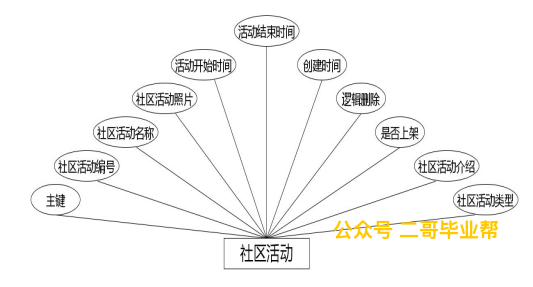 活动结束时间
活动开始时间
创建时间
社区活动照片
逻辑删除
社区活动名称
是否上架
社区活动编号
社区活动介绍
主键
社区活动类型
公众号 二哥毕业帮
社区活动